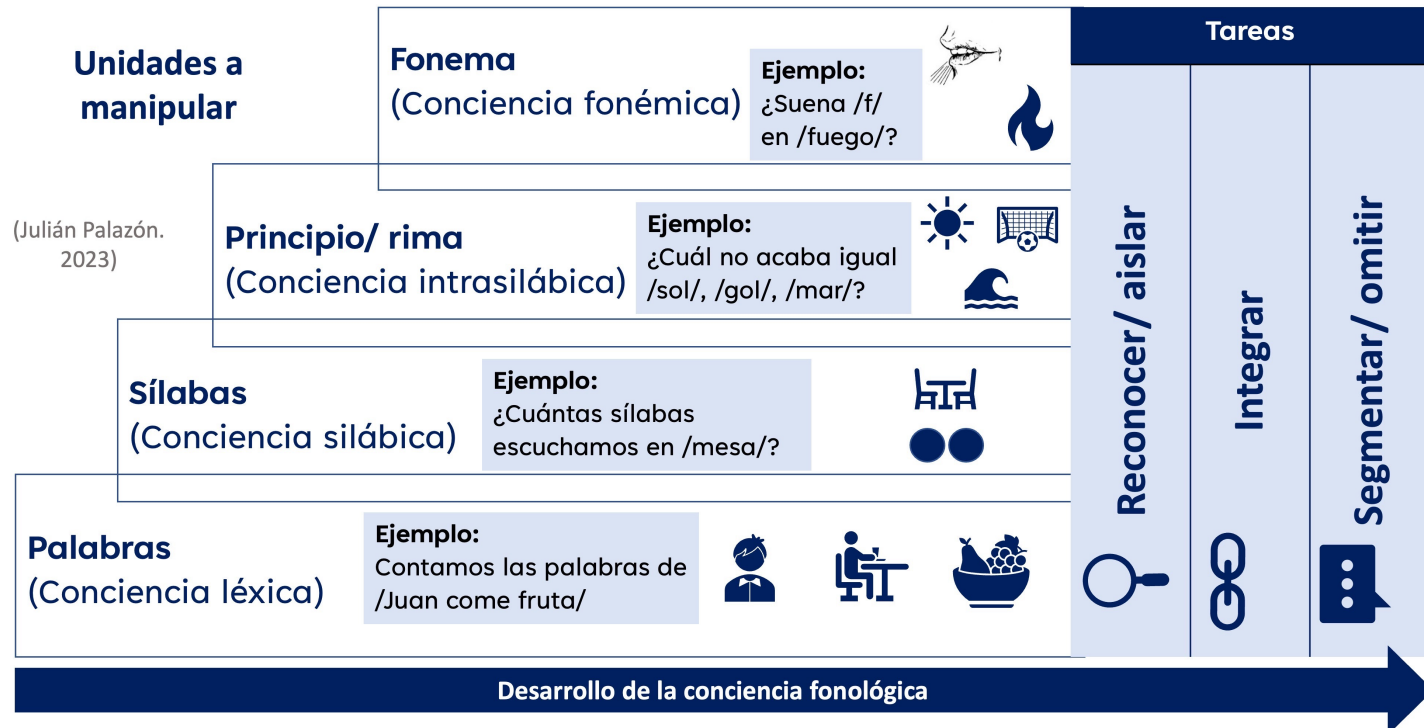 Unidades a
manipular
(Julián Palazón.
2023)
Fonema
(Conciencia fonémica)
Ejemplo:
¿Suena /f/
en /fuego/?
Principio/ rima
(Conciencia intrasilábica)
Ejemplo:
¿Cuál no acaba igual
/sol/, /gol/, /mar/?
Sílabas
(Conciencia silábica)
Ejemplo:
¿Cuántas sílabas
escuchamos en /mesa/?
Palabras
(Conciencia léxica)
Ejemplo:
Contamos las palabras de
/Juan come fruta/
Tareas
Reconocer/ aislar
Integrar
Segmentar/ omitir
Desarrollo de la conciencia fonológica